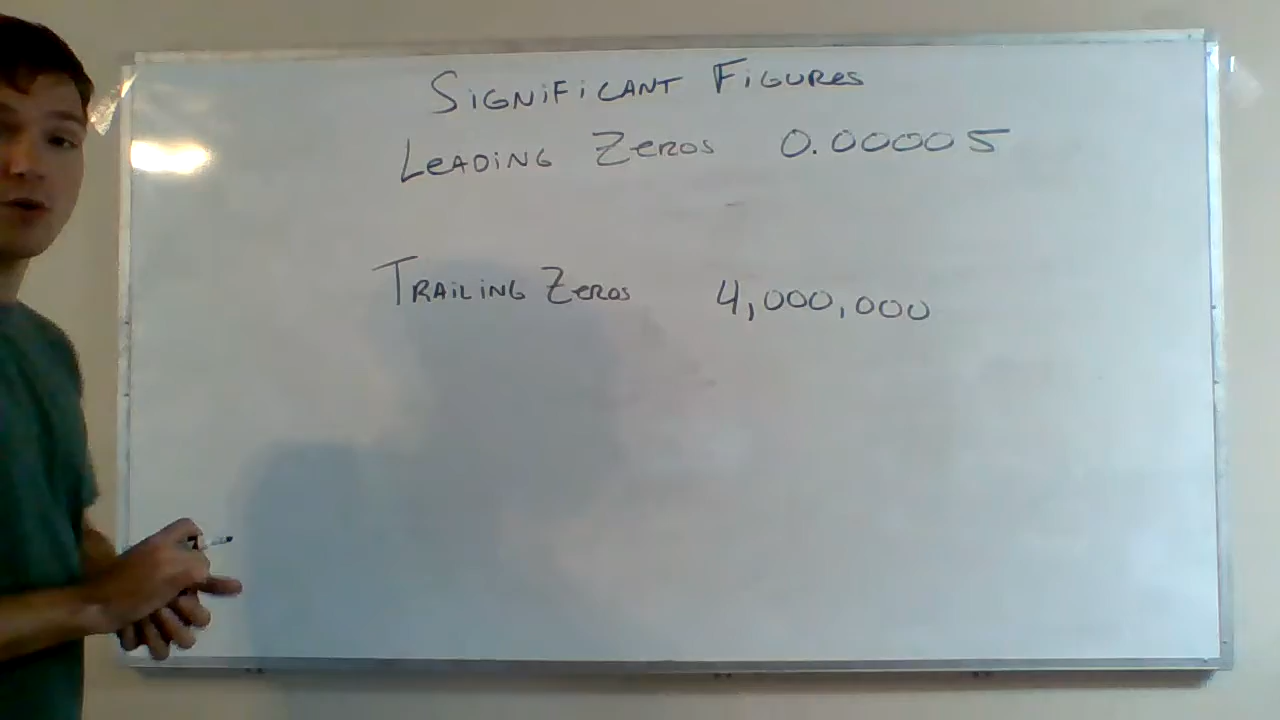 SiGNiFiCANT FiGURes
LeADiNG Zeros 0.00005
TRAiLiNG Zeros 4,000,000